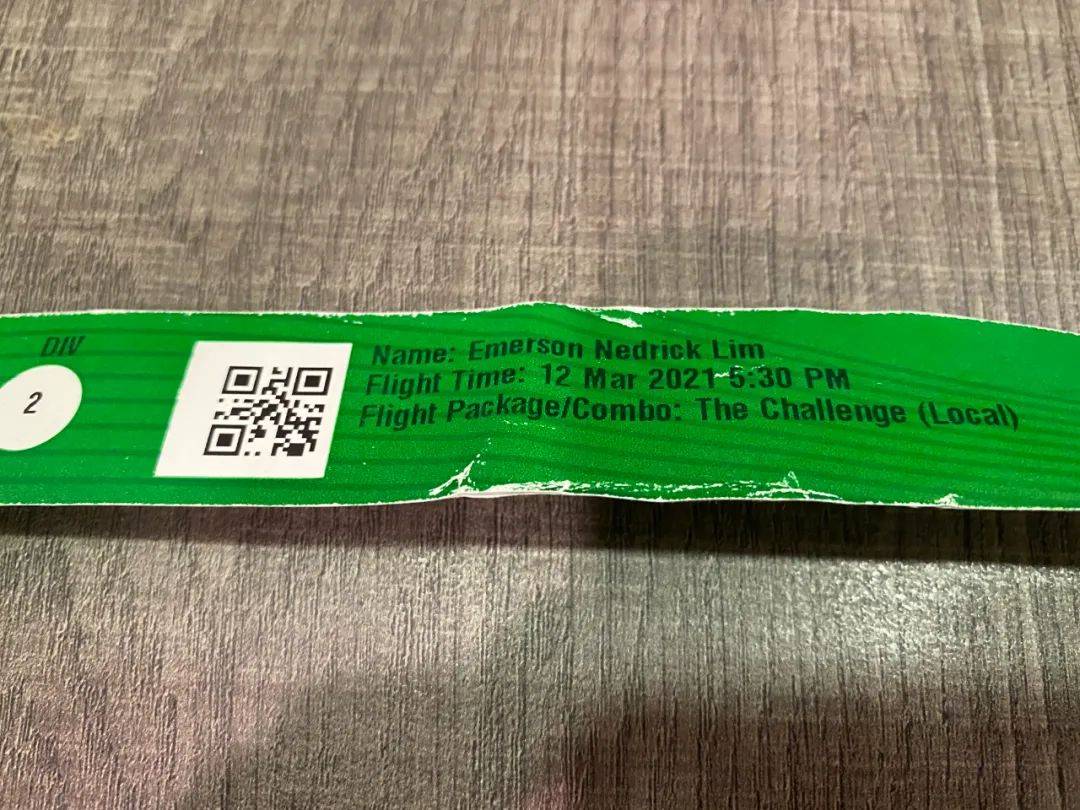 DIV
2
Name: Emerson Nedrick Lim
Flight Time: 12 Mar 2021 5:30 PM
Flight Package/Combo: The Challenge (Local)